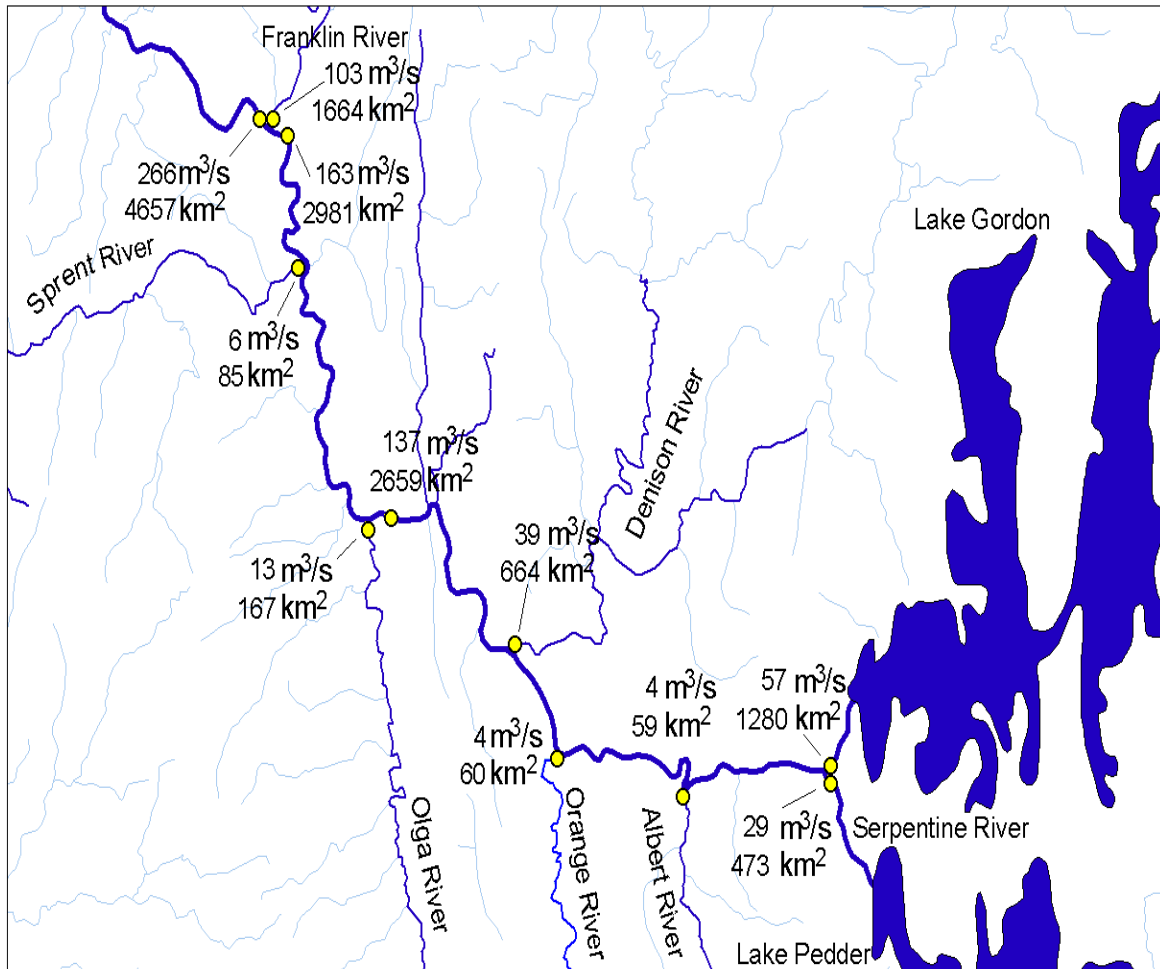 Franklin River
103 m³/s
1664 km²
266 m³/s
4657 km²
163 m³/s
2981 km²
Lake Gordon
Sprent River
6 m³/s
85 km²
137 m³/s
2659 km²
Denison River
39 m³/s
664 km²
13 m³/s
167 km²
4 m³/s
59 km²
57 m³/s
1280 km²
4 m³/s
60 km²
Olga River
Orange River
Albert River
29 m³/s
473 km²
Serpentine River
Lake Pedder